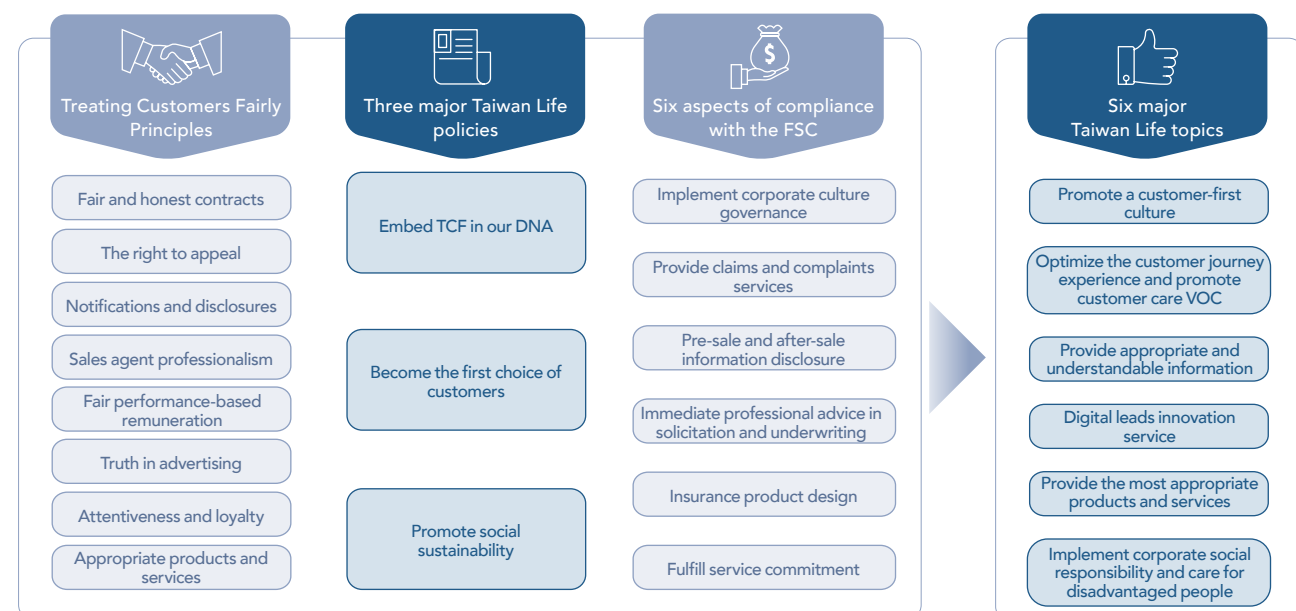 Treating Customers Fairly
Principles
Fair and honest contracts
The right to appeal
Notifications and disclosures
Sales agent professionalism
Fair performance-based
remuneration
Truth in advertising
Attentiveness and loyalty
Appropriate products and
services
Three major Taiwan Life
policies
Embed TCF in our DNA
Become the first choice of
customers
Promote social
sustainability
$
Six aspects of compliance
with the FSC
Implement corporate culture
governance
Provide claims and complaints
services
Pre-sale and after-sale
information disclosure
Immediate professional advice in
solicitation and underwriting
Insurance product design
Fulfill service commitment
Six major
Taiwan Life topics
Promote a customer-first
culture
Optimize the customer journey
experience and promote
customer care VOC
Provide appropriate and
understandable information
Digital leads innovation
service
Provide the most appropriate
products and services
Implement corporate social
responsibility and care for
disadvantaged people